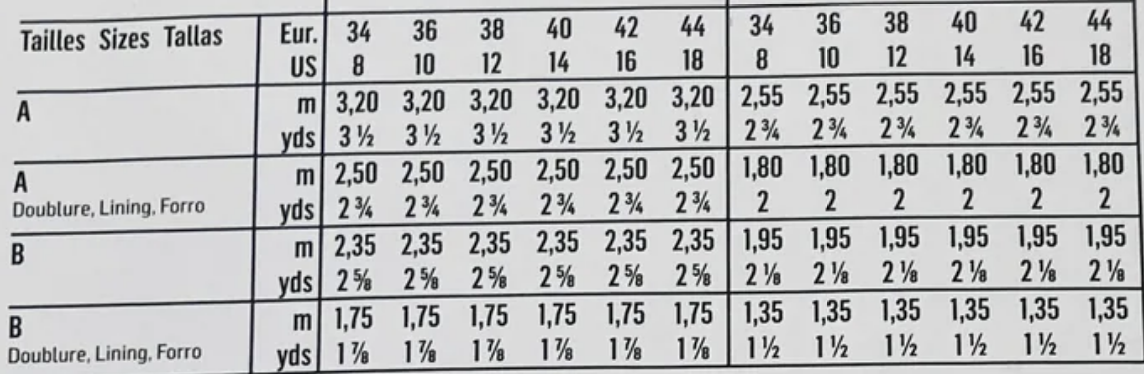 Tailles Sizes Tallas Eur. 34 36 38 40 42 44 34 36 38 40 42 44
US 8 10 12 14 16 18 8 10 12 14 16 18
A m 3,20 3,20 3,20 3,20 3,20 3,20 2,55 2,55 2,55 2,55 2,55 2,55
yds 3 ½ 3 ½ 3 ½ 3 ½ 3 ½ 3 ½ 2 ¾ 2 ¾ 2 ¾ 2 ¾ 2 ¾ 2 ¾
A m 2,50 2,50 2,50 2,50 2,50 2,50 1,80 1,80 1,80 1,80 1,80 1,80
Doublure, Lining, Forro yds 2 ¾ 2 ¾ 2 ¾ 2 ¾ 2 ¾ 2 ¾ 2 2 2 2 2 2
B m 2,35 2,35 2,35 2,35 2,35 2,35 1,95 1,95 1,95 1,95 1,95 1,95
yds 2 ⅝ 2 ⅝ 2 ⅝ 2 ⅝ 2 ⅝ 2 ⅝ 2 ⅛ 2 ⅛ 2 ⅛ 2 ⅛ 2 ⅛ 2 ⅛
B m 1,75 1,75 1,75 1,75 1,75 1,75 1,35 1,35 1,35 1,35 1,35 1,35
Doublure, Lining, Forro yds 1 ⅞ 1 ⅞ 1 ⅞ 1 ⅞ 1 ⅞ 1 ⅞ 1 ½ 1 ½ 1 ½ 1 ½ 1 ½ 1 ½